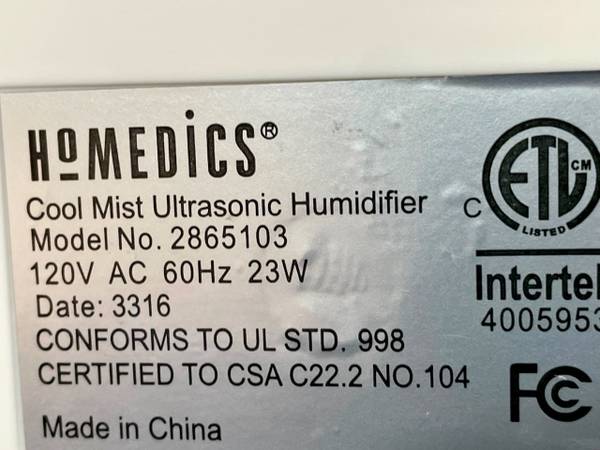 HoMEDiCS®
Cool Mist Ultrasonic Humidifier
Model No. 2865103
120V AC 60Hz 23W
Date: 3316
CONFORMS TO UL STD. 998
CERTIFIED TO CSA C22.2 NO.104
Made in China
C ETL CM
LISTED
Intertel
4005953
FC